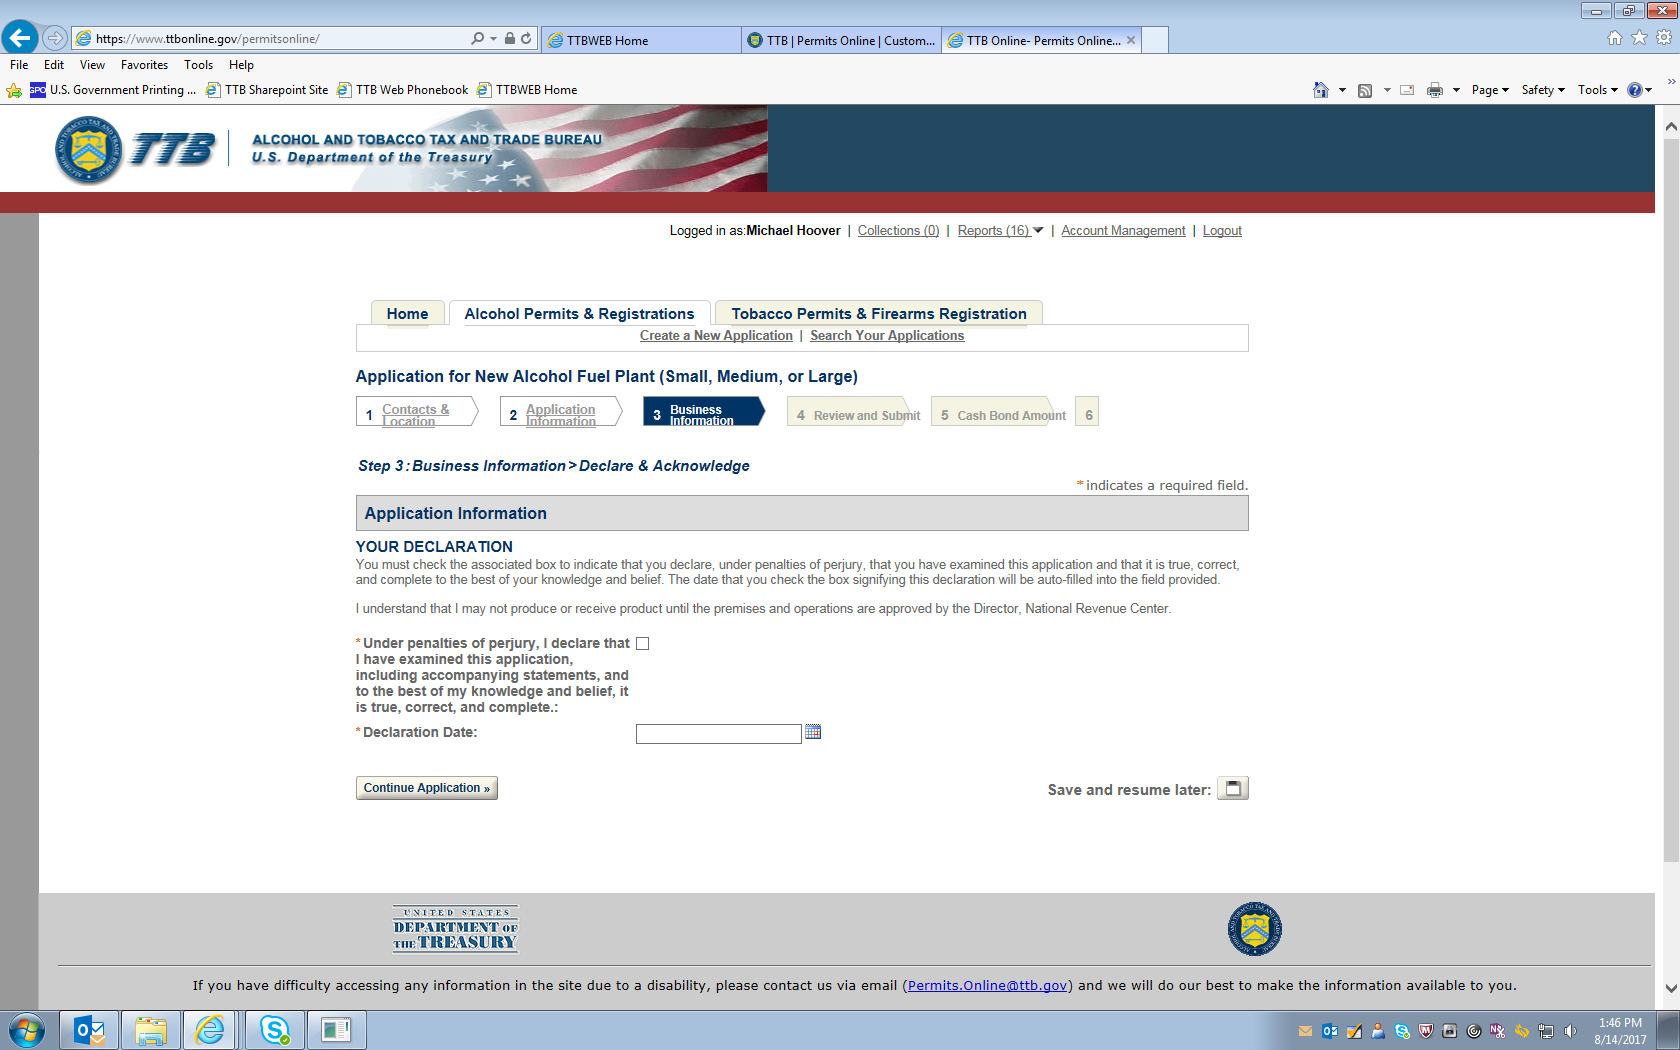 https://www.ttbonline.gov/permitsonline/
TTBWEB Home
TTB | Permits Online | Custom...
TTB Online- Permits Online...
File Edit View Favorites Tools Help
GPO U.S. Government Printing ... TTB Sharepoint Site TTB Web Phonebook TTBWEB Home
Page Safety Tools
TTB
ALCOHOL AND TOBACCO TAX AND TRADE BUREAU
U.S. Department of the Treasury
Logged in as:Michael Hoover | Collections (0) | Reports (16) | Account Management | Logout
Home Alcohol Permits & Registrations Tobacco Permits & Firearms Registration
Create a New Application | Search Your Applications
Application for New Alcohol Fuel Plant (Small, Medium, or Large)
1 Contacts & Location
2 Application Information
3 Business Information
4 Review and Submit
5 Cash Bond Amount
6
Step 3:Business Information>Declare & Acknowledge
*indicates a required field.
Application Information
YOUR DECLARATION
You must check the associated box to indicate that you declare, under penalties of perjury, that you have examined this application and that it is true, correct,
and complete to the best of your knowledge and belief. The date that you check the box signifying this declaration will be auto-filled into the field provided.
I understand that I may not produce or receive product until the premises and operations are approved by the Director, National Revenue Center.
*Under penalties of perjury, I declare that
I have examined this application,
including accompanying statements, and
to the best of my knowledge and belief, it
is true, correct, and complete.:
*Declaration Date:
Continue Application »
Save and resume later:
UNITED STATES
DEPARTMENT OF
THE TREASURY
If you have difficulty accessing any information in the site due to a disability, please contact us via email (Permits.Online@ttb.gov) and we will do our best to make the information available to you.
1:46 PM
8/14/2017